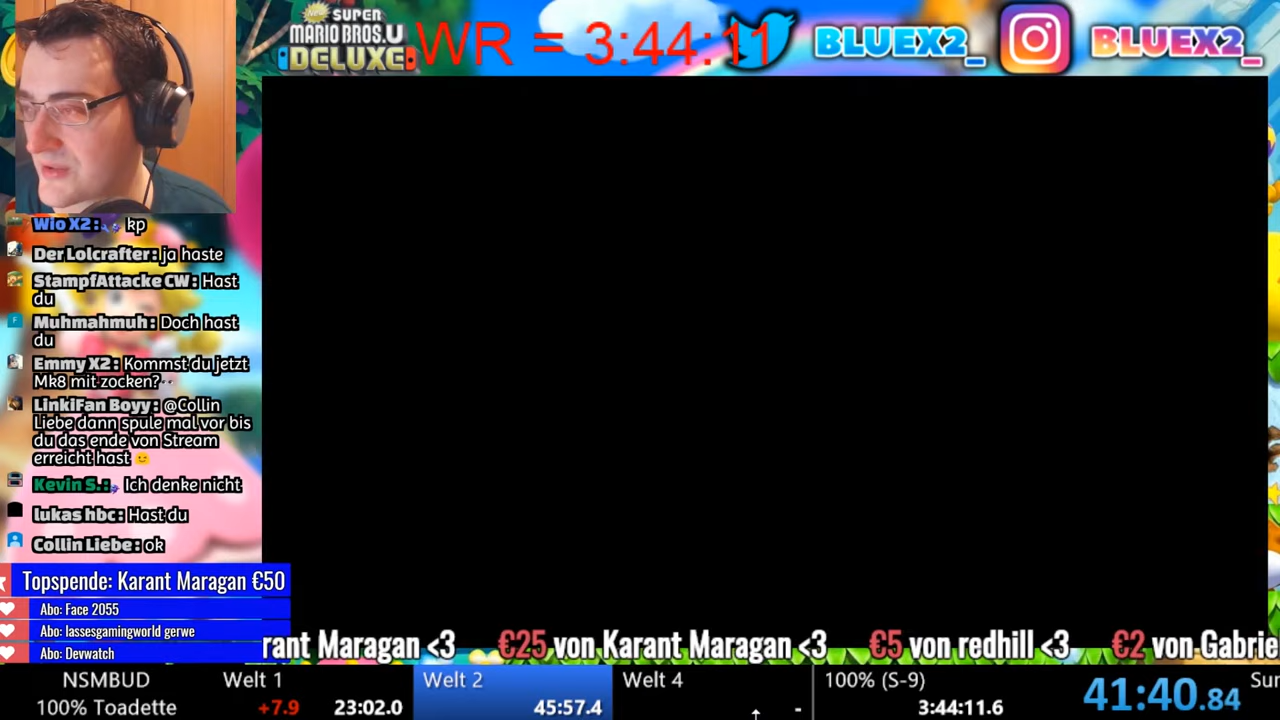 New SUPER
MARIO BROS. U
DELUXE
WR = 3:44:11
BLUEX2_
BLUEX2_
Wio X2: kp
Der Lolcrafter: ja haste
StampfAttacke CW: Hast
du
Muhmahmuh: Doch hast
du
Emmy X2: Kommst du jetzt
Mk8 mit zocken?
LinkiFan Boyy: @Collin
Liebe dann spule mal vor bis
du das ende von Stream
erreicht hast
Kevin S.: Ich denke nicht
lukas hbc: Hast du
Collin Liebe: ok
Topspende: Karant Maragan €50
Abo: Face 2055
Abo: lassesgamingworld gerwe
Abo: Devwatch
rant Maragan <3 €25 von Karant Maragan <3 €5 von redhill <3 €2 von Gabrie
NSMBUD Welt 1 Welt 2 Welt 4 100% (S-9) Sur
100% Toadette +7.9 23:02.0 45:57.4 - 3:44:11.6 41:40.84